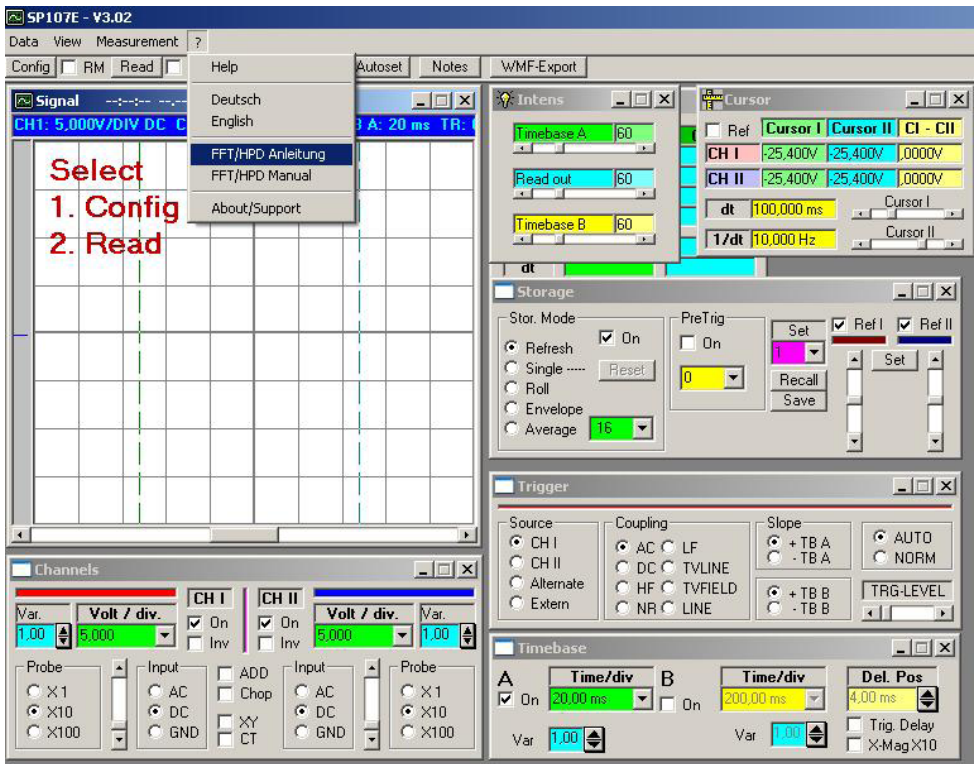 SP107E - V3.02
Data View Measurement ?
Config RM Read Autoset Notes WMF-Export
Help
Deutsch
English
FFT/HPD Anleitung
FFT/HPD Manual
About/Support
Signal --:--:-- --.--
CH1: 5,000V/DIV DC C A: 20 ms TR:
Select
1. Config
2. Read
Intens
Timebase A 60
Read out 60
Timebase B 60
dt
Cursor
Ref Cursor I Cursor II CI - CII
CH I -25,400V -25,400V ,0000V
CH II -25,400V -25,400V ,0000V
dt 100,000 ms Cursor I
1/dt 10,000 Hz Cursor II
Storage
Stor. Mode
On
Refresh
Single ----- Reset
Roll
Envelope
Average 16
PreTrig
On
0
Set
1
Recall
Save
Ref I Ref II
Set
Trigger
Source
CH I
CH II
Alternate
Extern
Coupling
AC LF
DC TVLINE
HF TVFIELD
NR LINE
Slope
+ TB A
- TB A
+ TB B
- TB B
AUTO
NORM
TRG-LEVEL
Channels
CH I CH II
Var. Volt / div. On On Volt / div. Var.
1,00 5,000 Inv Inv 5,000 1,00
Probe
X1
X10
X100
Input
AC
DC
GND
ADD
Chop
XY
CT
Input
AC
DC
GND
Probe
X1
X10
X100
Timebase
A Time/div B Time/div Del. Pos
On 20,00 ms On 200,00 ms 4,00 ms
Var 1,00 Var 1,00
Trig. Delay
X-Mag X10